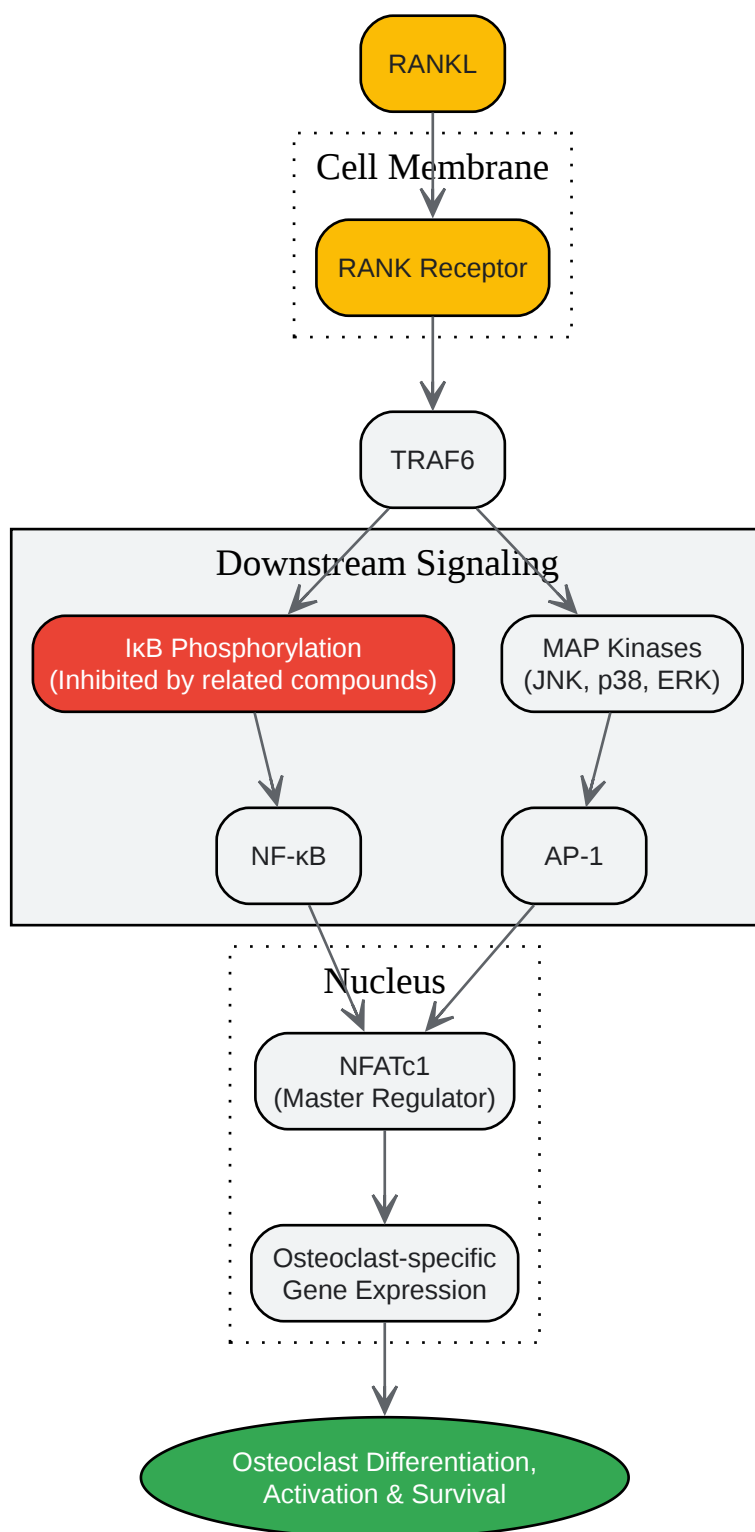 RANKL
Cell Membrane
RANK Receptor
TRAF6
Downstream Signaling
IκB Phosphorylation
(Inhibited by related compounds)
MAP Kinases
(JNK, p38, ERK)
NF-κB
AP-1
Nucleus
NFATc1
(Master Regulator)
Osteoclast-specific
Gene Expression
Osteoclast Differentiation,
Activation & Survival